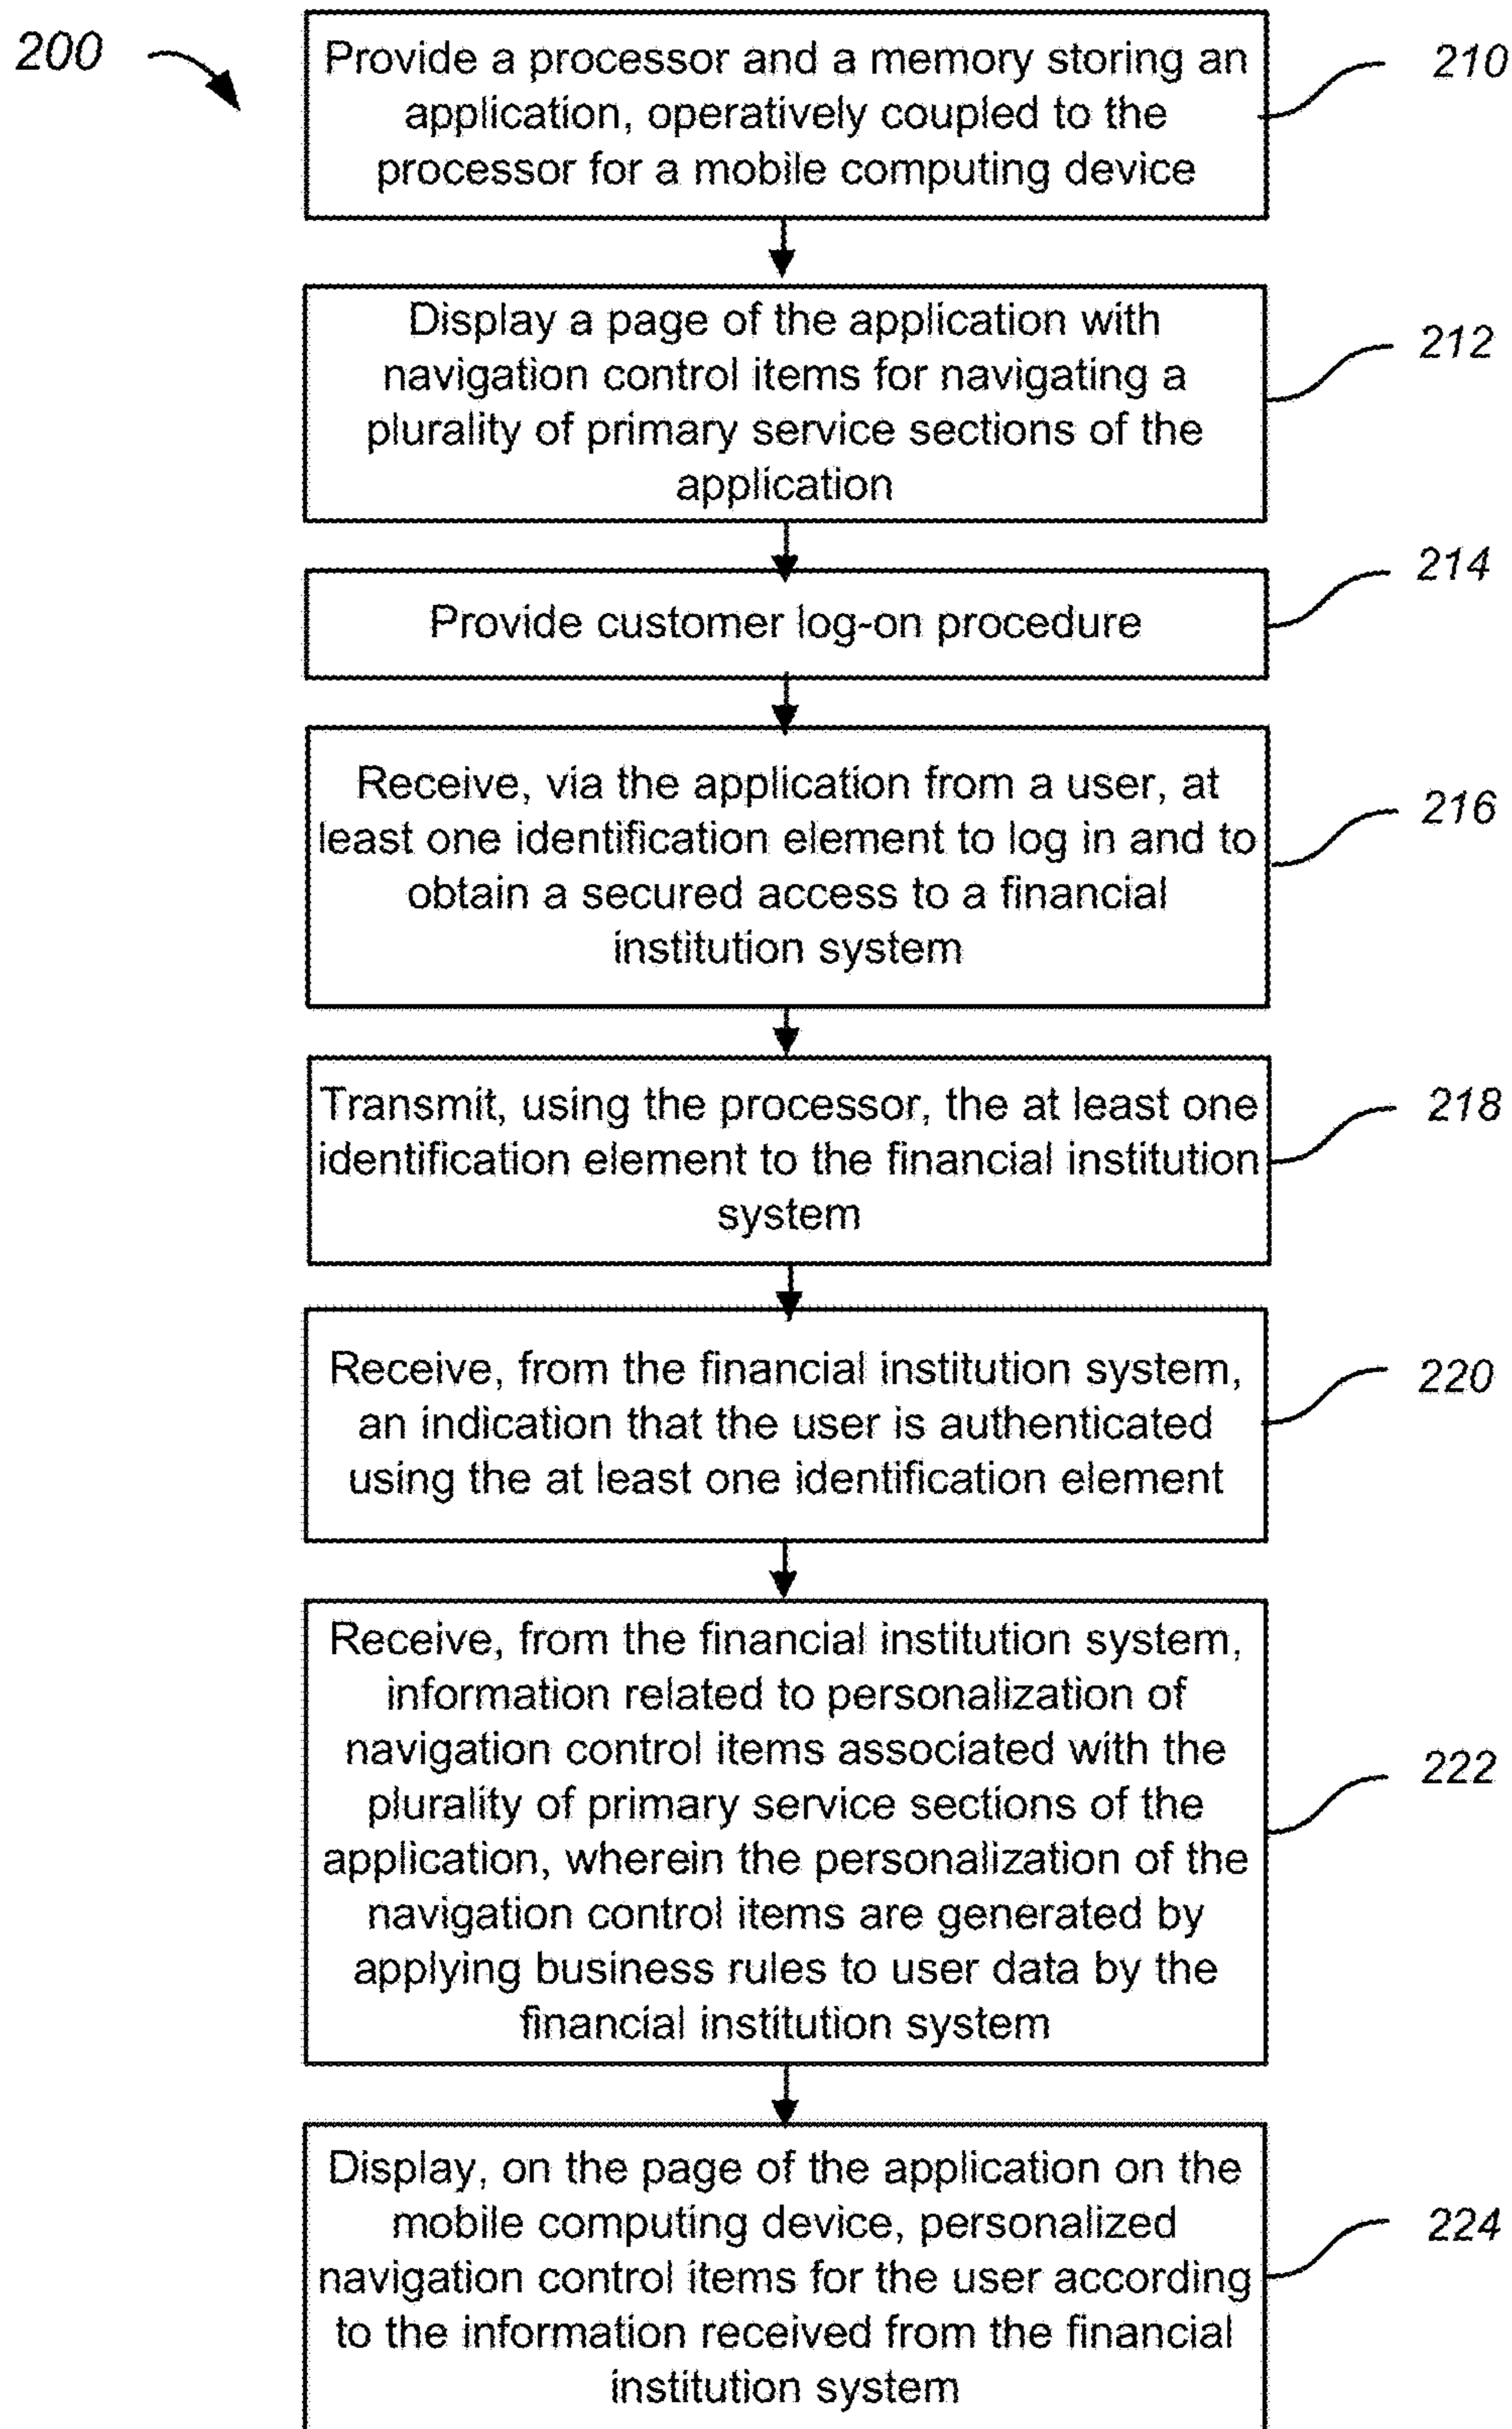 200
Provide a processor and a memory storing an
application, operatively coupled to the
processor for a mobile computing device
210
Display a page of the application with
navigation control items for navigating a
plurality of primary service sections of the
application
212
Provide customer log-on procedure
214
Receive, via the application from a user, at
least one identification element to log in and to
obtain a secured access to a financial
institution system
216
Transmit, using the processor, the at least one
identification element to the financial institution
system
218
Receive, from the financial institution system,
an indication that the user is authenticated
using the at least one identification element
220
Receive, from the financial institution system,
information related to personalization of
navigation control items associated with the
plurality of primary service sections of the
application, wherein the personalization of the
navigation control items are generated by
applying business rules to user data by the
financial institution system
222
Display, on the page of the application on the
mobile computing device, personalized
navigation control items for the user according
to the information received from the financial
institution system
224